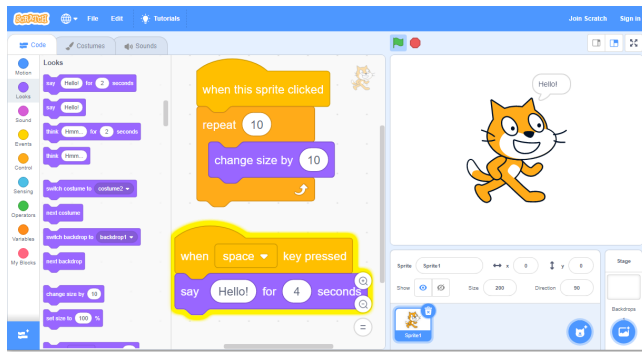 SCRATCH File Edit Tutorials Join Scratch Sign in
Code Costumes Sounds
Looks
Motion
Looks
Sound
Events
Control
Sensing
Operators
Variables
My Blocks
say Hello! for 2 seconds
say Hello!
think Hmm... for 2 seconds
think Hmm...
switch costume to costume2
next costume
switch backdrop to backdrop1
next backdrop
change size by 10
set size to 100 %
when this sprite clicked
repeat 10
change size by 10
when space key pressed
say Hello! for 4 seconds
Hello!
Sprite Sprite1 x 0 y 0
Show Size 200 Direction 90
Sprite1
Stage
Backdrops